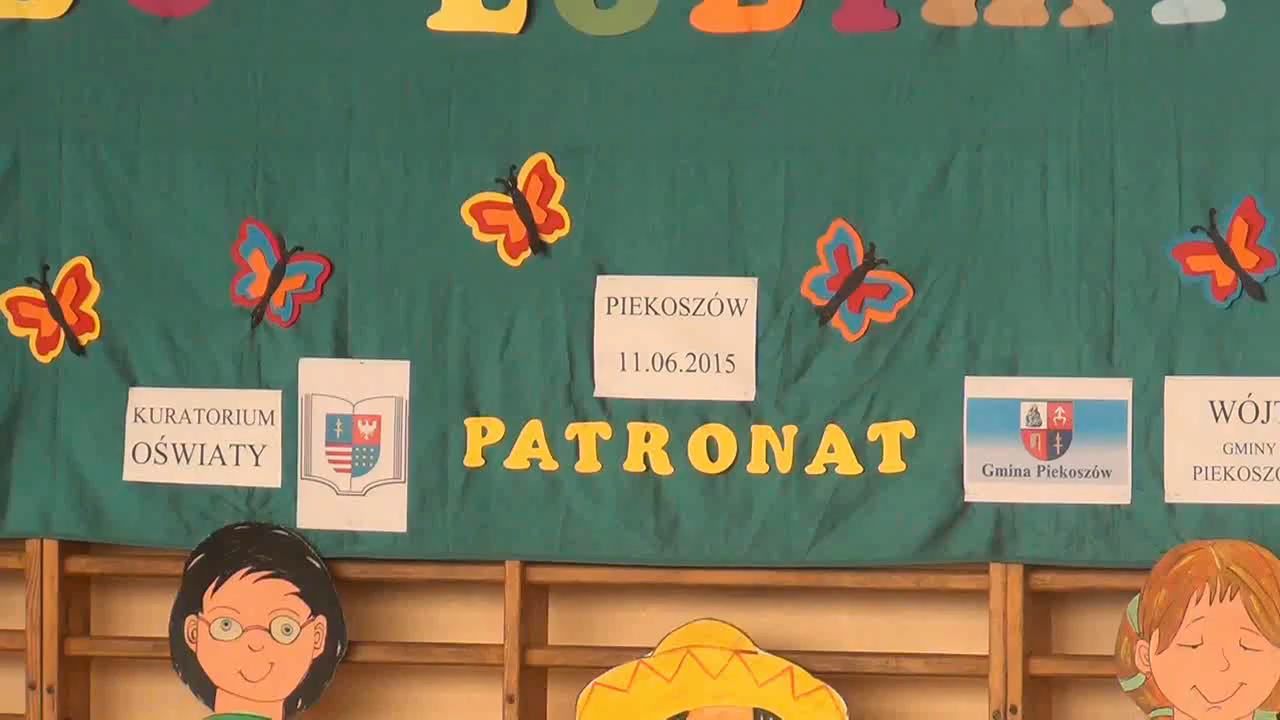 PIEKOSZÓW
11.06.2015
KURATORIUM
OŚWIATY
PATRONAT
Gmina Piekoszów
WÓJT
GMINY